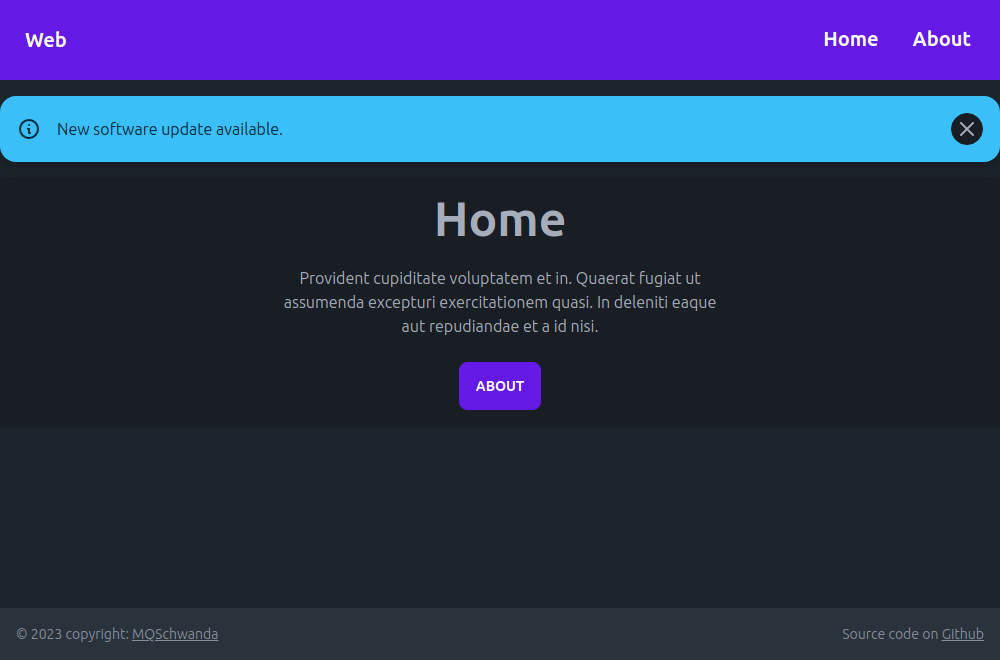 Web
Home
About
New software update available.
Home
Provident cupiditate voluptatem et in. Quaerat fugiat ut
assumenda excepturi exercitationem quasi. In deleniti eaque
aut repudiandae et a id nisi.
ABOUT
© 2023 copyright: MQSchwanda
Source code on Github